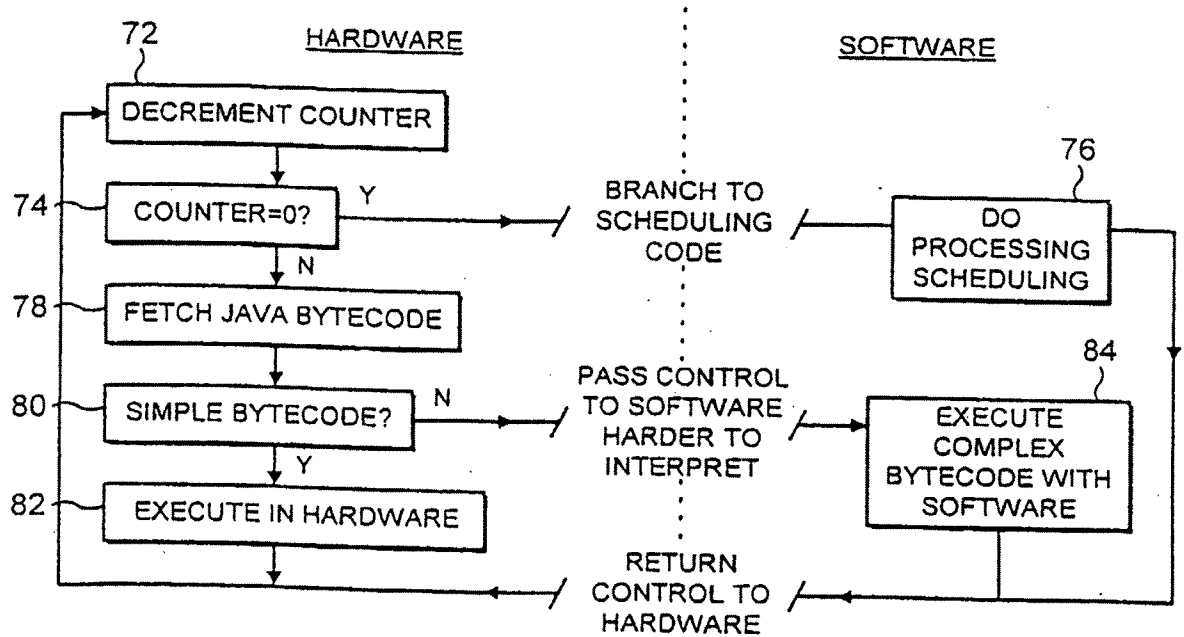 HARDWARE
SOFTWARE
72
DECREMENT COUNTER
74
COUNTER=0?
Y
BRANCH TO
SCHEDULING
CODE
76
DO
PROCESSING
SCHEDULING
N
78
FETCH JAVA BYTECODE
80
SIMPLE BYTECODE?
N
PASS CONTROL
TO SOFTWARE
HARDER TO
INTERPRET
84
EXECUTE
COMPLEX
BYTECODE WITH
SOFTWARE
Y
82
EXECUTE IN HARDWARE
RETURN
CONTROL TO
HARDWARE